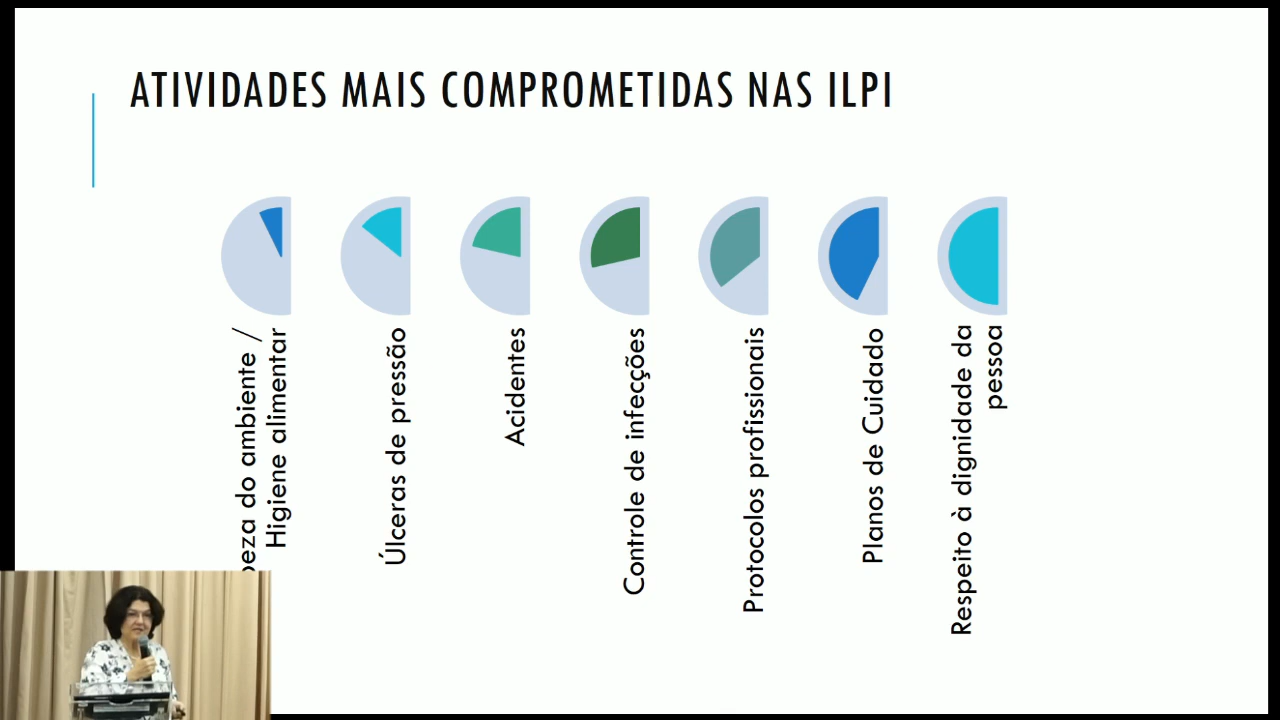 ATIVIDADES MAIS COMPROMETIDAS NAS ILPI
do ambiente /
Higiene alimentar
Úlceras de pressão
Acidentes
Controle de infecções
Protocolos profissionais
Planos de Cuidado
Respeito à dignidade da
pessoa